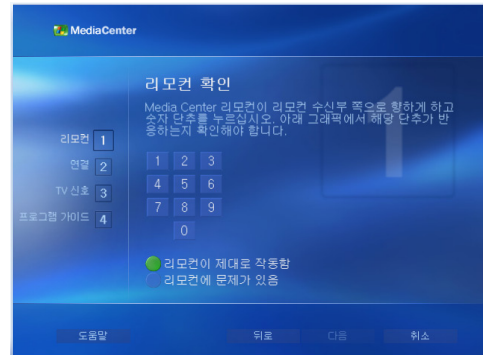 MediaCenter
리모컨 확인
Media Center 리모컨이 리모컨 수신부 쪽으로 향하게 하고
숫자 단추를 누르십시오. 아래 그래픽에서 해당 단추가 반
응하는지 확인해야 합니다.
리모컨 1
연결 2
TV 신호 3
프로그램 가이드 4
1
1 2 3
4 5 6
7 8 9
0
리모컨이 제대로 작동함
리모컨에 문제가 있음
도움말 뒤로 다음 취소